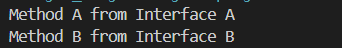 Method A from Interface A
Method B from Interface B